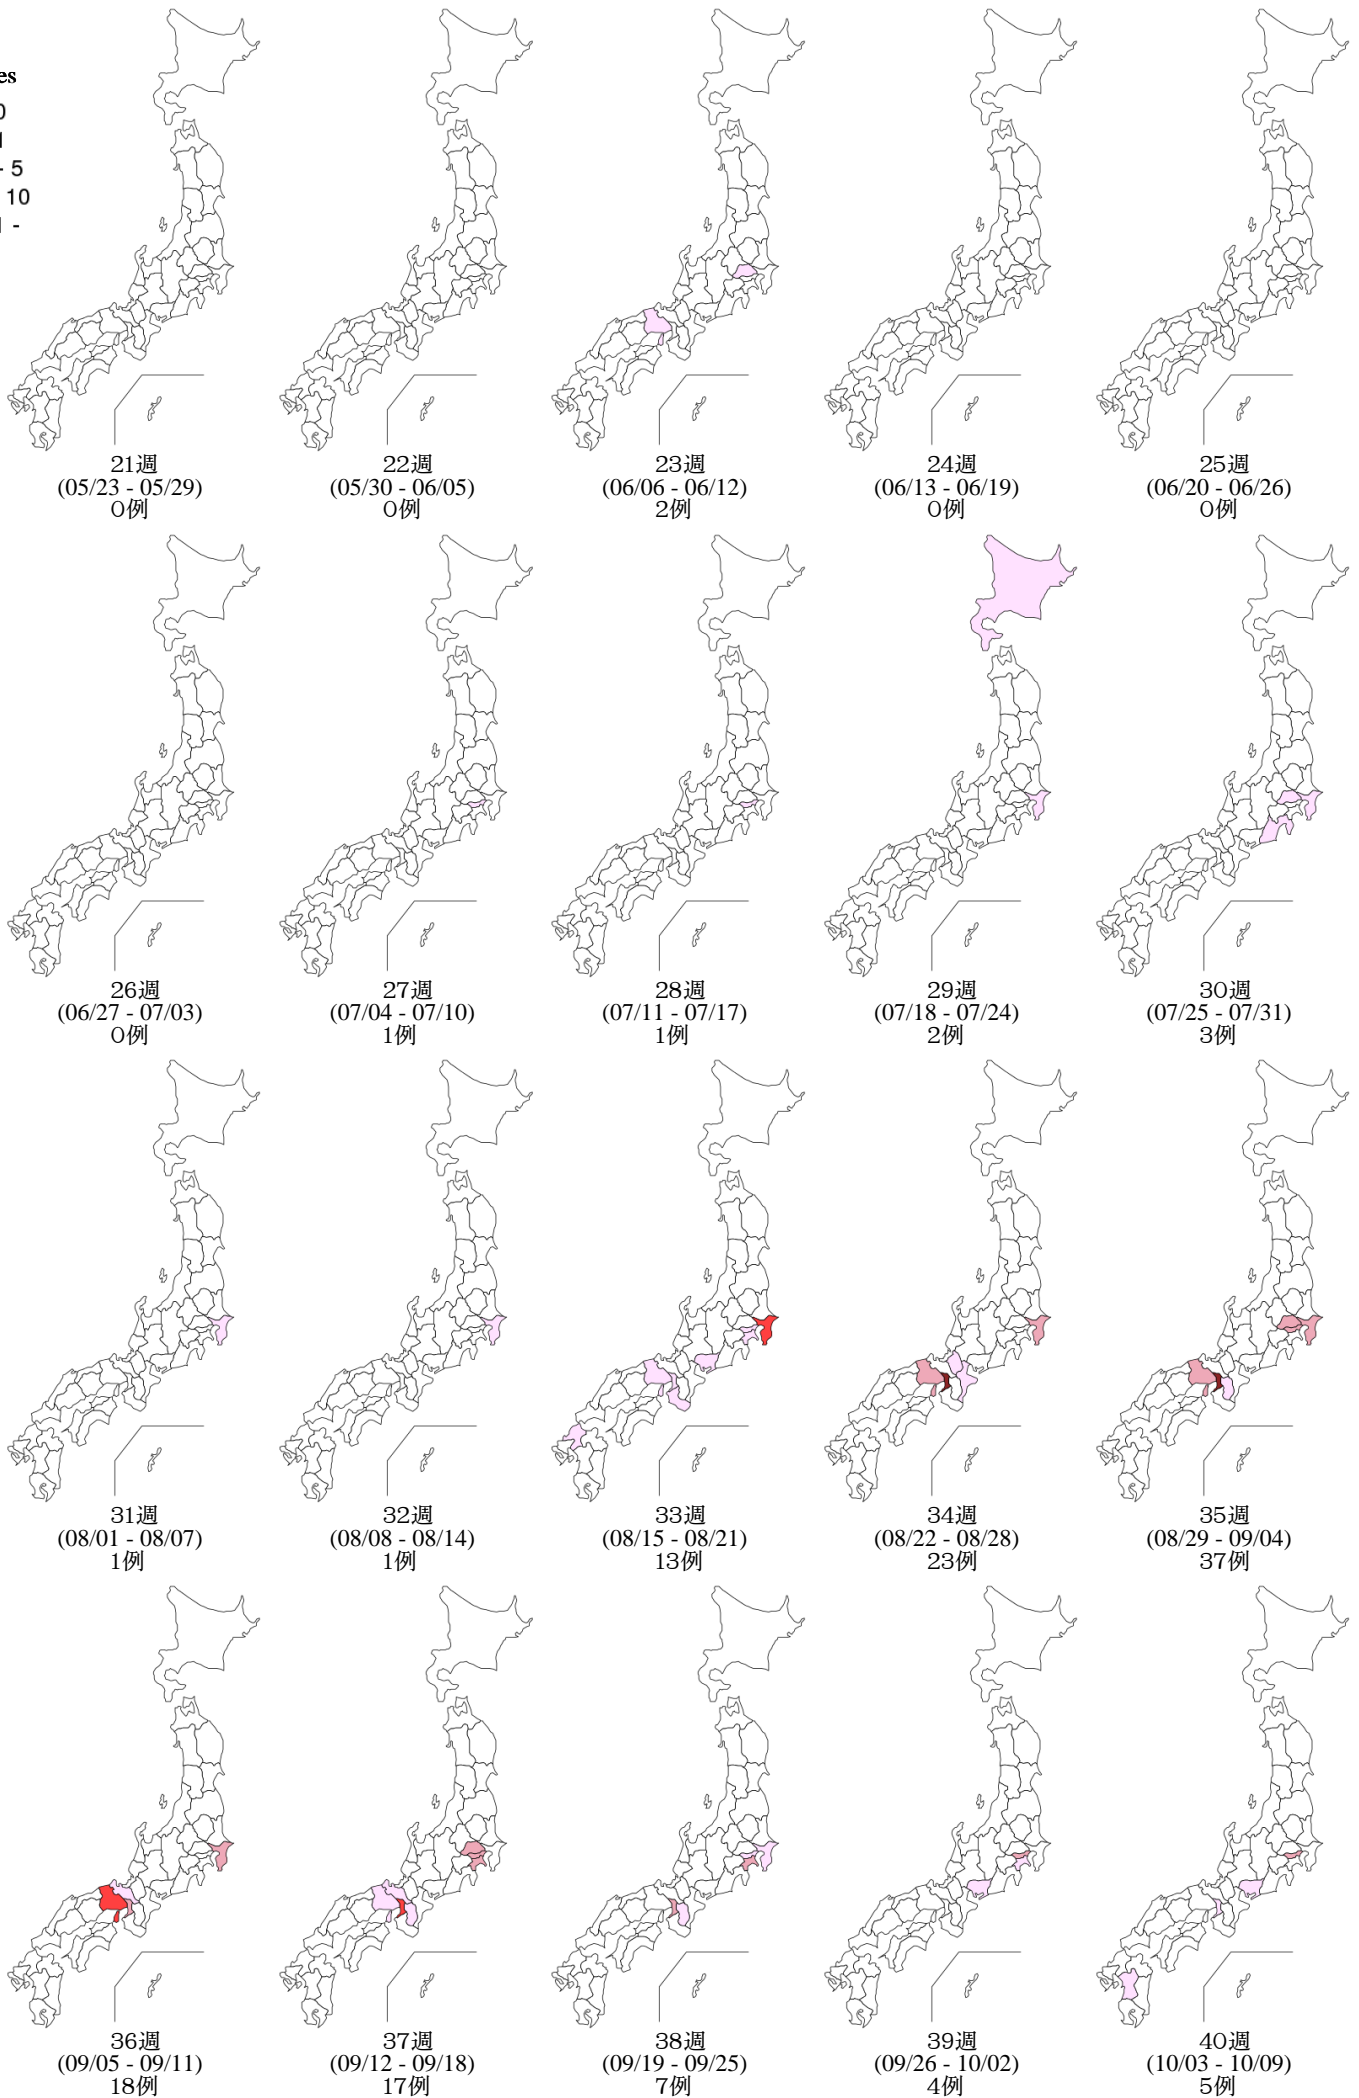 es
0
1
- 5
10
-
21週
(05/23 - 05/29)
0例
22週
(05/30 - 06/05)
0例
23週
(06/06 - 06/12)
2例
24週
(06/13 - 06/19)
0例
25週
(06/20 - 06/26)
0例
26週
(06/27 - 07/03)
0例
27週
(07/04 - 07/10)
1例
28週
(07/11 - 07/17)
1例
29週
(07/18 - 07/24)
2例
30週
(07/25 - 07/31)
3例
31週
(08/01 - 08/07)
1例
32週
(08/08 - 08/14)
1例
33週
(08/15 - 08/21)
13例
34週
(08/22 - 08/28)
23例
35週
(08/29 - 09/04)
37例
36週
(09/05 - 09/11)
18例
37週
(09/12 - 09/18)
17例
38週
(09/19 - 09/25)
7例
39週
(09/26 - 10/02)
4例
40週
(10/03 - 10/09)
5例